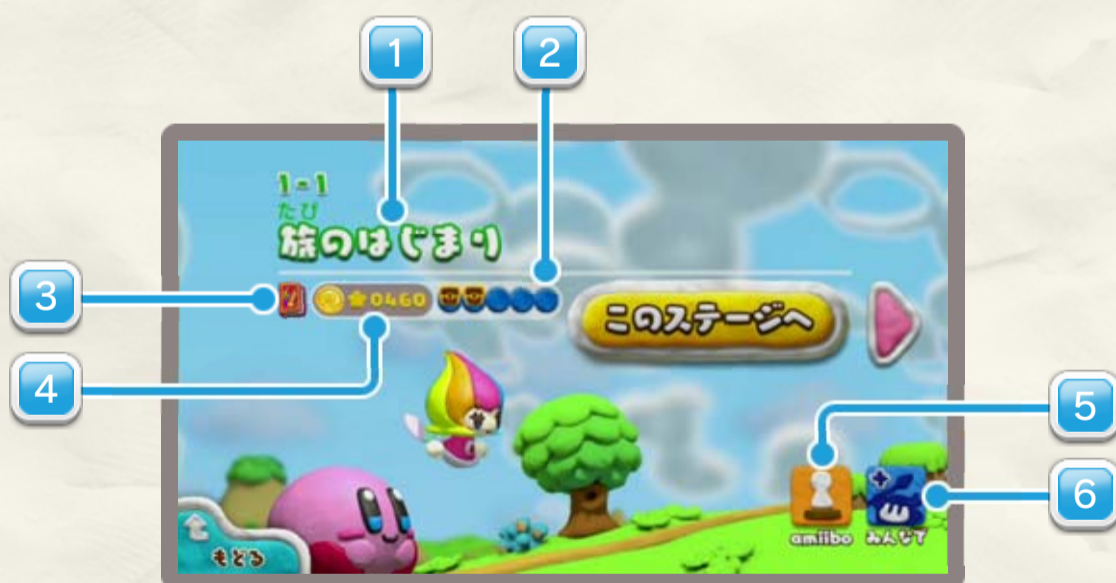 1
2
1-1
たび
旅のはじまり
3
★0460
このステージへ
4
5
6
amiibo
みんなで
もどる